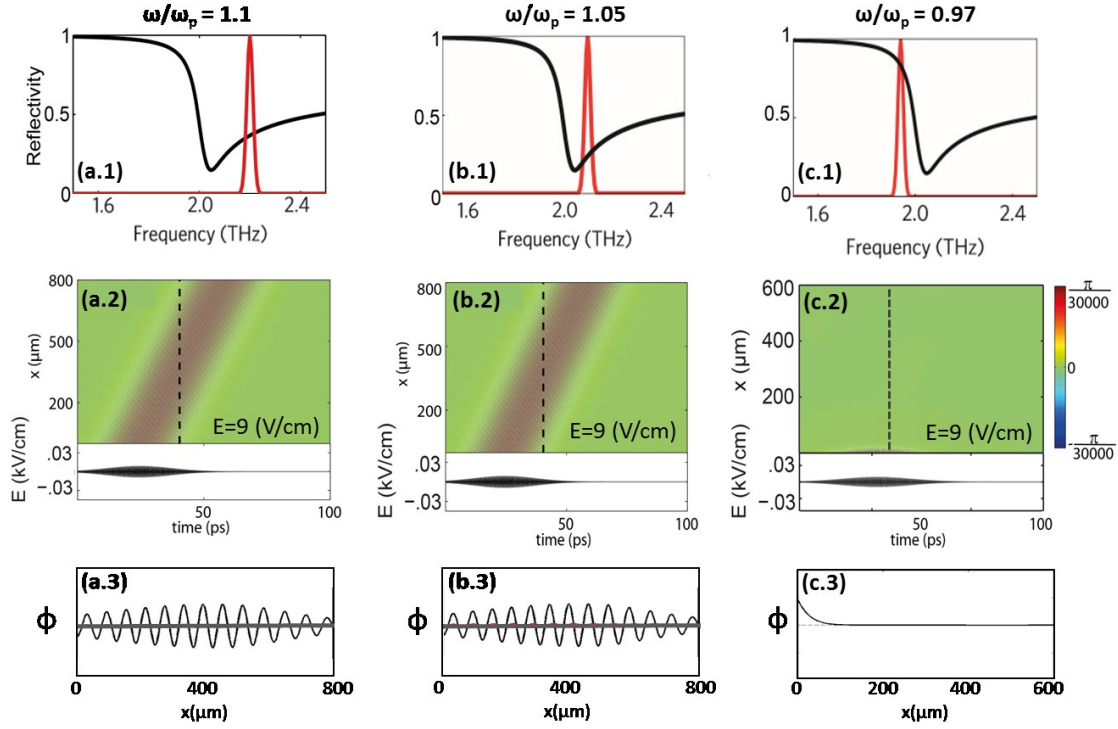 ω/ωp = 1.1
ω/ωp = 1.05
ω/ωp = 0.97
Reflectivity
1
0.5
0
(a.1)
1.6
2.0
2.4
Frequency (THz)
1
0.5
0
(b.1)
1.6
2.0
2.4
Frequency (THz)
1
0.5
0
(c.1)
1.6
2.0
2.4
Frequency (THz)
(a.2)
800
500
200
x (μm)
E=9 (V/cm)
E (kV/cm)
.03
−.03
50
100
time (ps)
(b.2)
800
500
200
x (μm)
E=9 (V/cm)
E (kV/cm)
.03
−.03
50
100
time (ps)
(c.2)
600
400
200
x (μm)
E=9 (V/cm)
E (kV/cm)
.03
−.03
50
100
time (ps)
π
30000
0
−π
30000
(a.3)
Φ
0
400
800
x(μm)
(b.3)
Φ
0
400
800
x(μm)
(c.3)
Φ
0
200
400
600
x(μm)